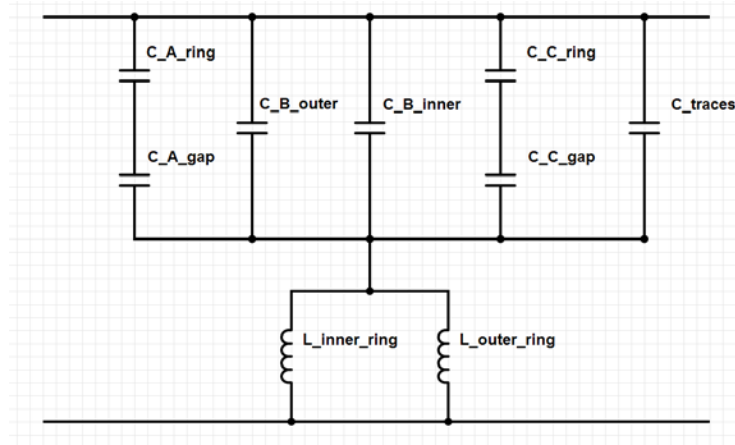 C_A_ring
C_C_ring
C_B_outer
C_B_inner
C_traces
C_A_gap
C_C_gap
L_inner_ring
L_outer_ring